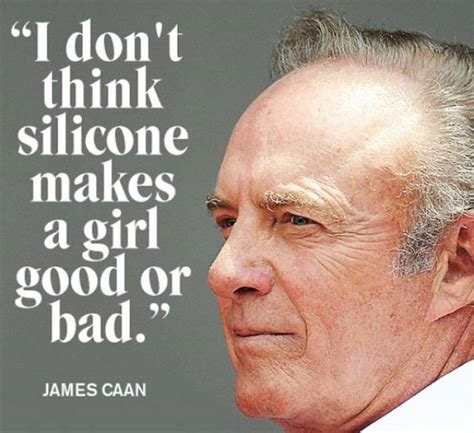 “I don't
think
silicone
makes
a girl
good or
bad.”
JAMES CAAN